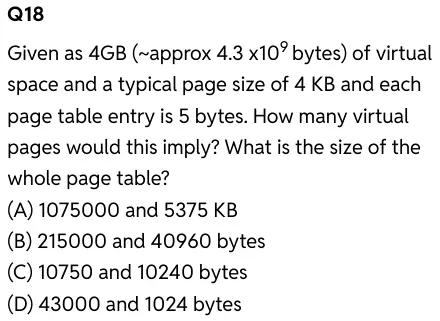 Q18
Given as 4GB (~approx 4.3 x10⁹ bytes) of virtual
space and a typical page size of 4 KB and each
page table entry is 5 bytes. How many virtual
pages would this imply? What is the size of the
whole page table?
(A) 1075000 and 5375 KB
(B) 215000 and 40960 bytes
(C) 10750 and 10240 bytes
(D) 43000 and 1024 bytes